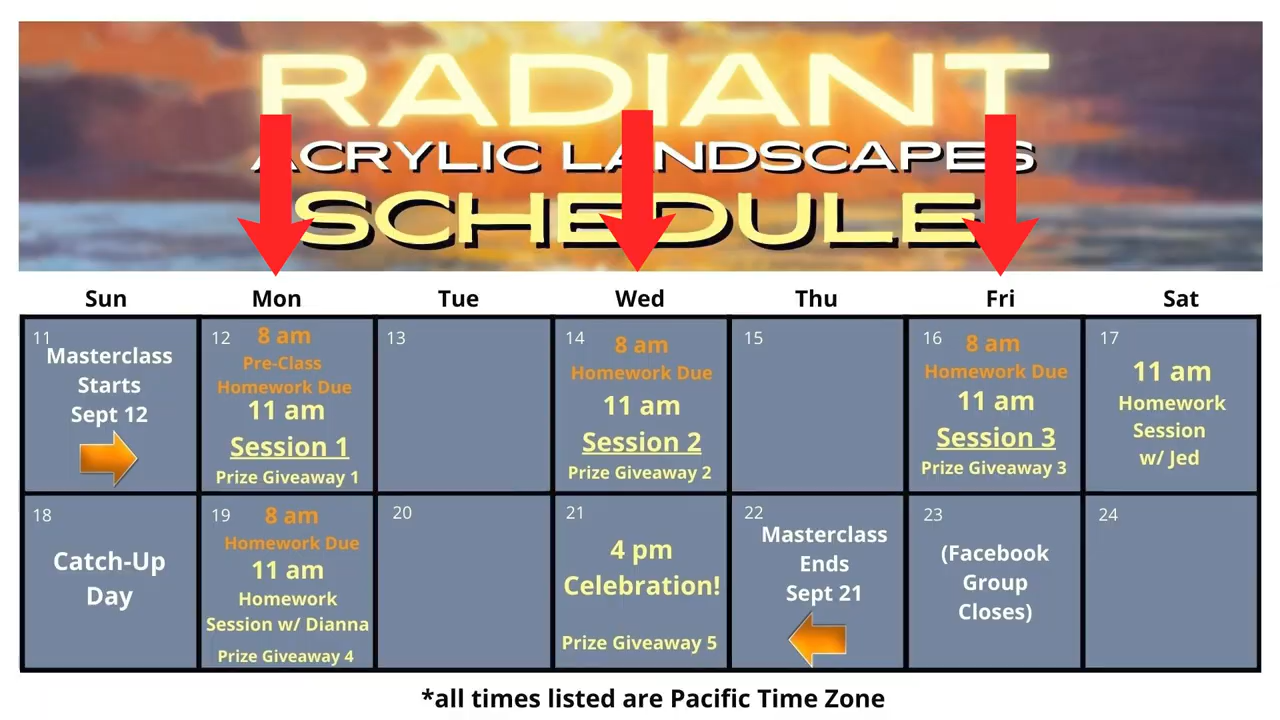 RADIANT
ACRYLIC LANDSCAPES
SCHEDULE
Sun
Mon
Tue
Wed
Thu
Fri
Sat
11
Masterclass
Starts
Sept 12
12
8 am
Pre-Class
Homework Due
11 am
Session 1
Prize Giveaway 1
13
14
8 am
Homework Due
11 am
Session 2
Prize Giveaway 2
15
16
8 am
Homework Due
11 am
Session 3
Prize Giveaway 3
17
11 am
Homework
Session
w/ Jed
18
Catch-Up
Day
19
8 am
Homework Due
11 am
Homework
Session w/ Dianna
Prize Giveaway 4
20
21
4 pm
Celebration!
Prize Giveaway 5
22
Masterclass
Ends
Sept 21
23
(Facebook
Group
Closes)
24
*all times listed are Pacific Time Zone